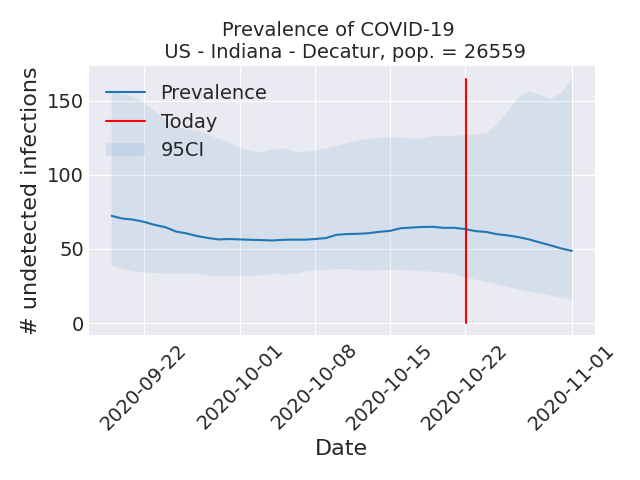 Prevalence of COVID-19
US - Indiana - Decatur, pop. = 26559
Prevalence
Today
95CI
# undetected infections
150
100
50
0
2020-09-22
2020-10-01
2020-10-08
2020-10-15
2020-10-22
2020-11-01
Date